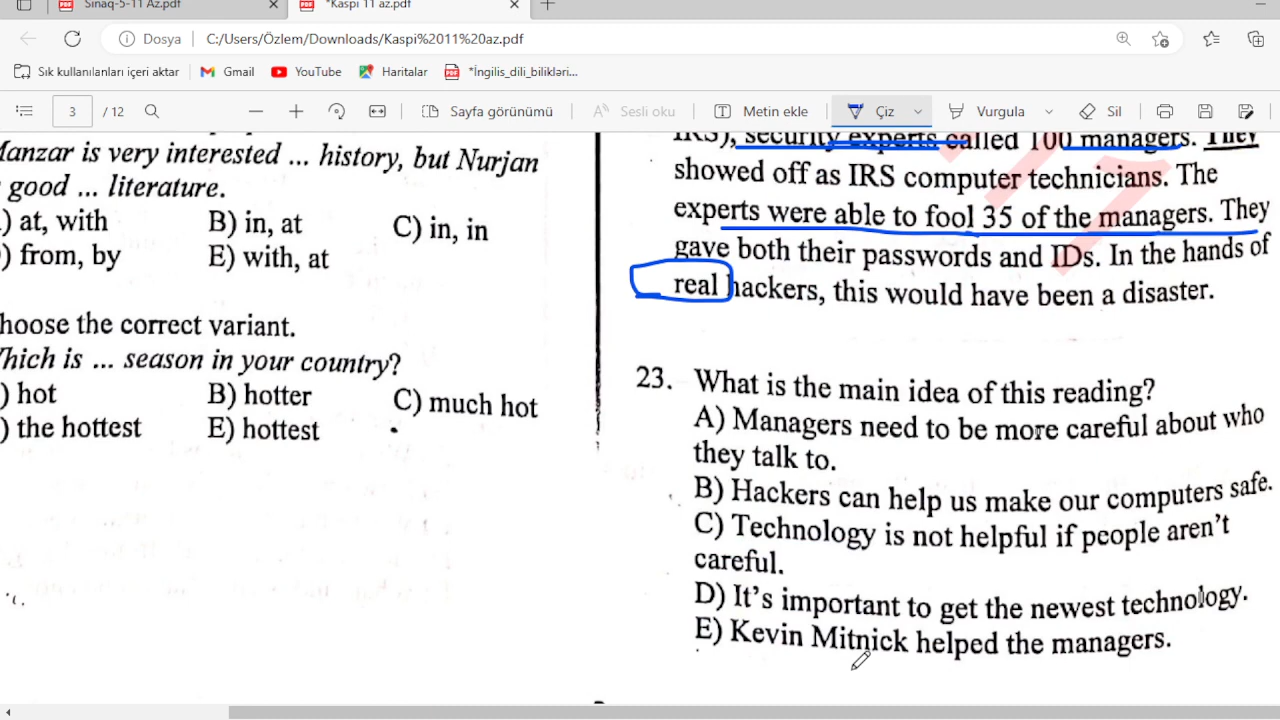 Sınaq-5-11 Az.pdf
*Kaspi 11 az.pdf
Dosya
C:/Users/Özlem/Downloads/Kaspi%2011%20az.pdf
Sık kullanılanları içeri aktar
Gmail
YouTube
Haritalar
*İngilis_dili_bilikləri...
3 / 12
Sayfa görünümü
Sesli oku
Metin ekle
Çiz
Vurgula
Sil
Manzar is very interested ... history, but Nurjan
good ... literature.
) at, with B) in, at C) in, in
) from, by E) with, at
hoose the correct variant.
Which is ... season in your country?
) hot B) hotter C) much hot
) the hottest E) hottest
IRS), security experts called 100 managers. They
showed off as IRS computer technicians. The
experts were able to fool 35 of the managers. They
gave both their passwords and IDs. In the hands of
real hackers, this would have been a disaster.
23. What is the main idea of this reading?
A) Managers need to be more careful about who
they talk to.
B) Hackers can help us make our computers safe.
C) Technology is not helpful if people aren't
careful.
D) It's important to get the newest technology.
E) Kevin Mitnick helped the managers.